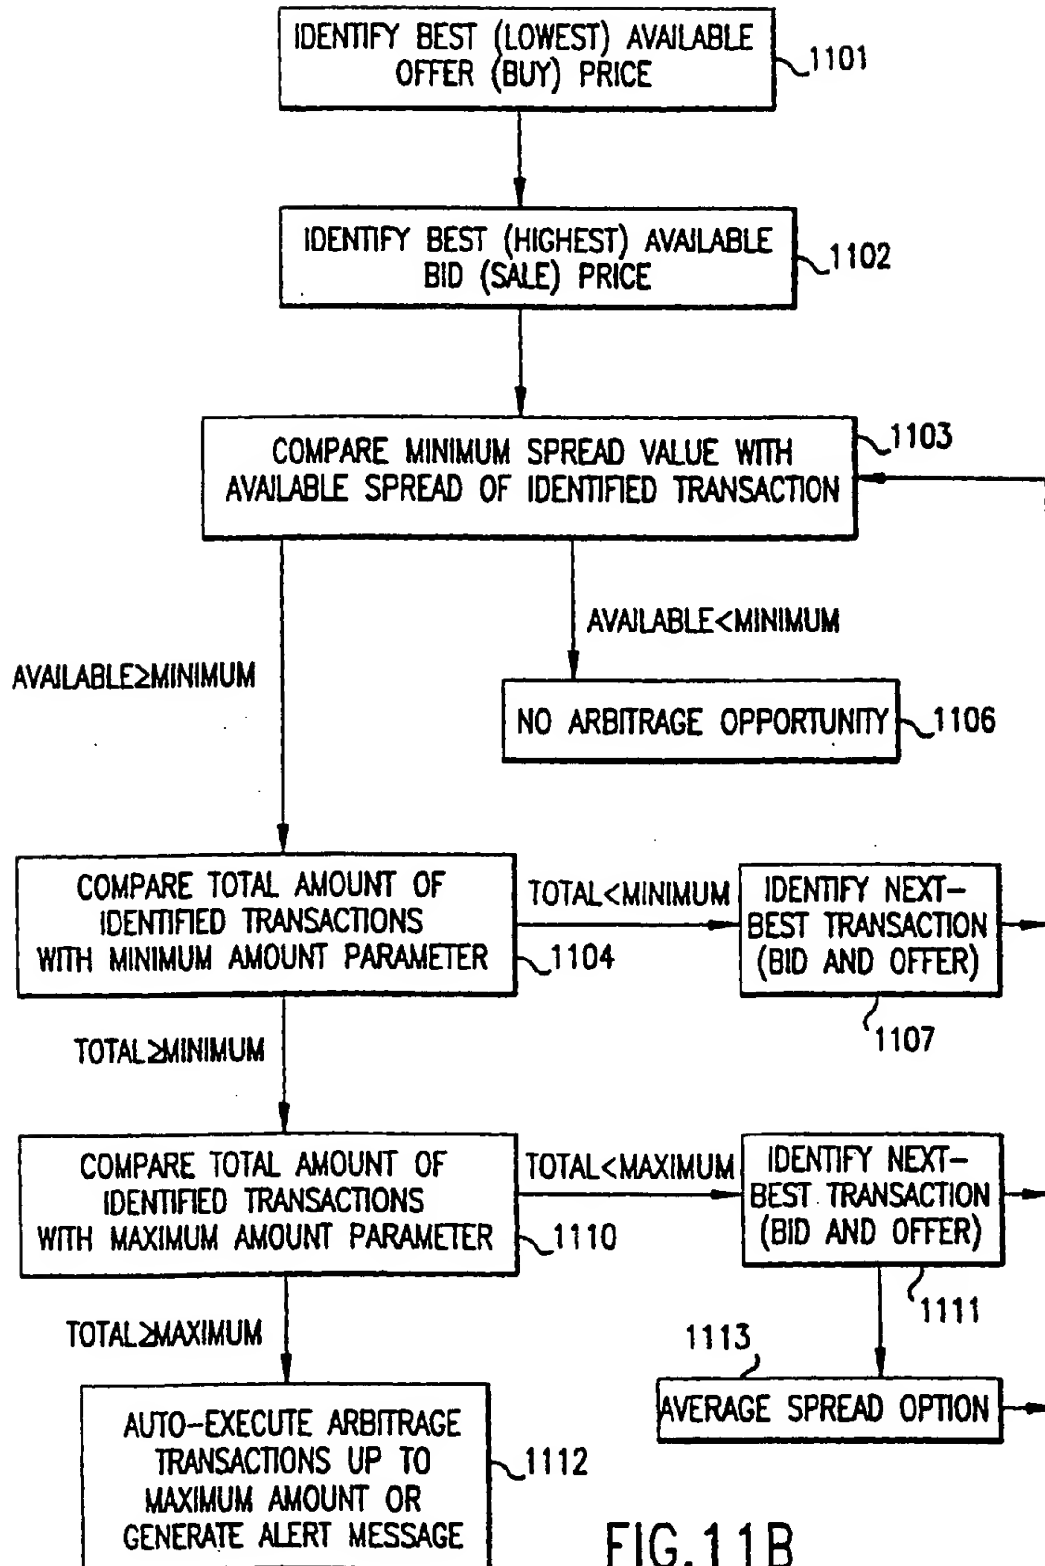 IDENTIFY BEST (LOWEST) AVAILABLE
OFFER (BUY) PRICE
1101
IDENTIFY BEST (HIGHEST) AVAILABLE
BID (SALE) PRICE
1102
COMPARE MINIMUM SPREAD VALUE WITH
AVAILABLE SPREAD OF IDENTIFIED TRANSACTION
1103
AVAILABLE<MINIMUM
AVAILABLE≥MINIMUM
NO ARBITRAGE OPPORTUNITY
1106
COMPARE TOTAL AMOUNT OF
IDENTIFIED TRANSACTIONS
WITH MINIMUM AMOUNT PARAMETER
1104
TOTAL<MINIMUM
IDENTIFY NEXT-
BEST TRANSACTION
(BID AND OFFER)
1107
TOTAL≥MINIMUM
COMPARE TOTAL AMOUNT OF
IDENTIFIED TRANSACTIONS
WITH MAXIMUM AMOUNT PARAMETER
1110
TOTAL<MAXIMUM
IDENTIFY NEXT-
BEST TRANSACTION
(BID AND OFFER)
1111
TOTAL≥MAXIMUM
1113
AVERAGE SPREAD OPTION
AUTO-EXECUTE ARBITRAGE
TRANSACTIONS UP TO
MAXIMUM AMOUNT OR
GENERATE ALERT MESSAGE
1112
FIG.11B